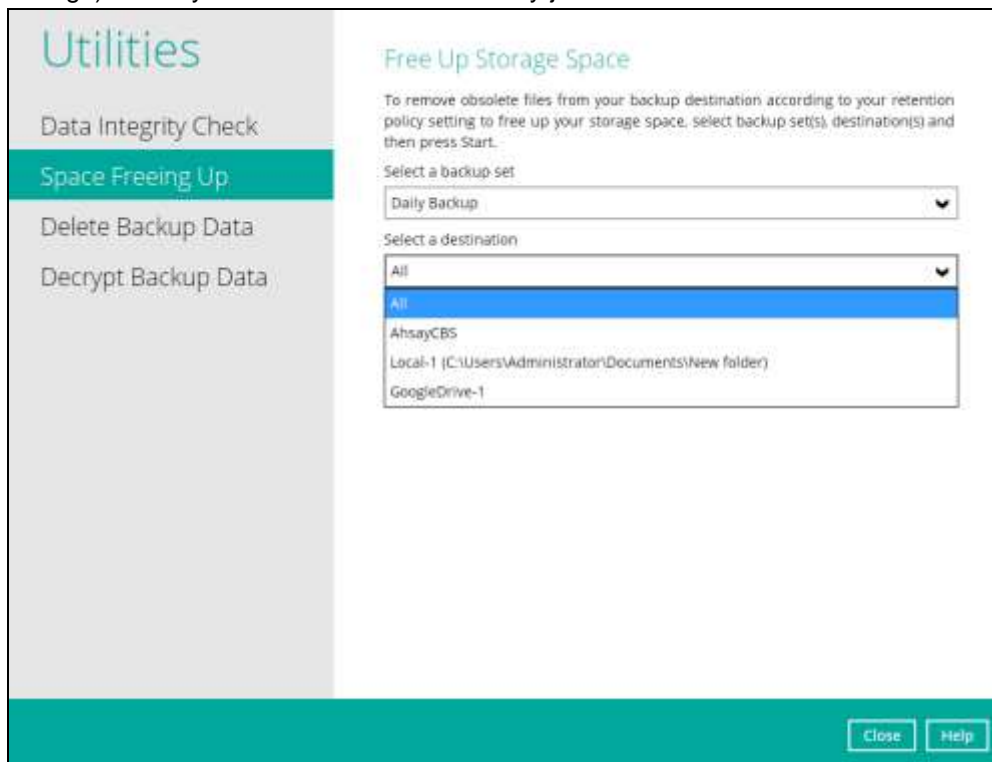 Utilities
Data Integrity Check
Space Freeing Up
Delete Backup Data
Decrypt Backup Data
Free Up Storage Space
To remove obsolete files from your backup destination according to your retention
policy setting to free up your storage space, select backup set(s), destination(s) and
then press Start.
Select a backup set
Daily Backup
Select a destination
All
All
AhsayCBS
Local-1 (C:\Users\Administrator\Documents\New folder)
GoogleDrive-1
Close
Help